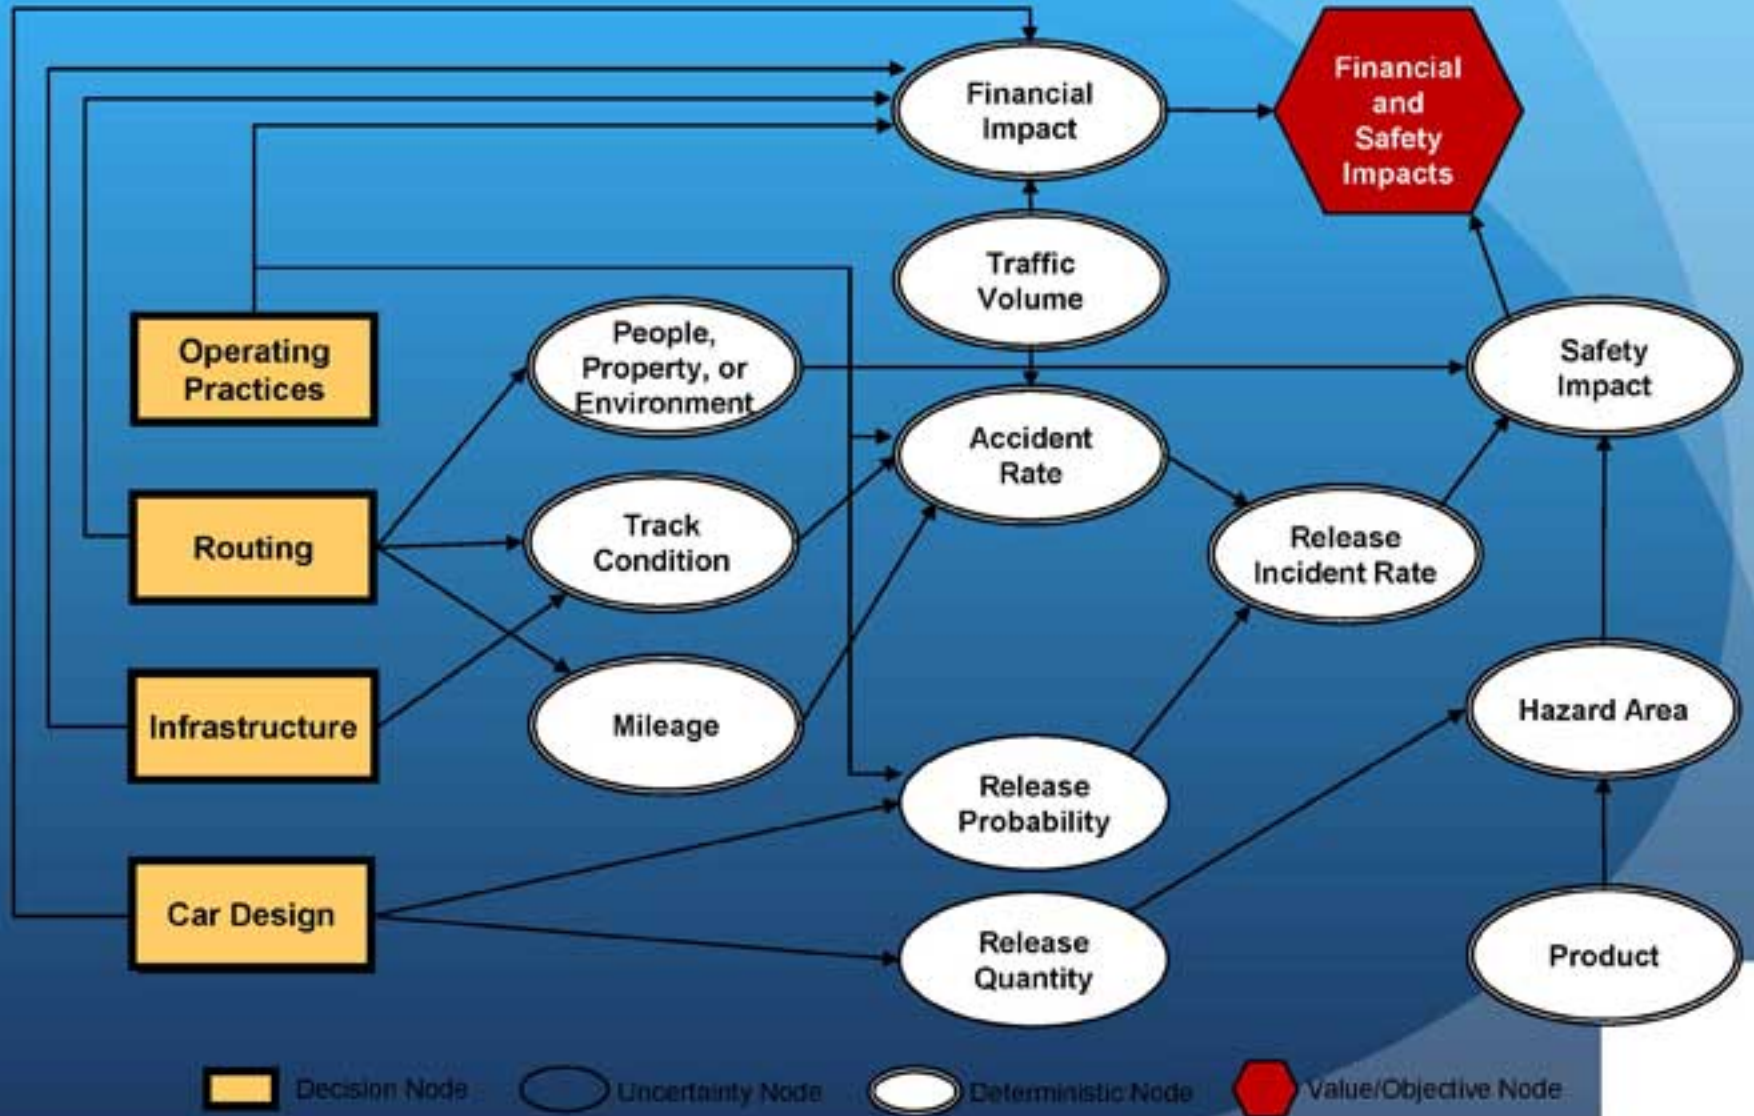 Financial
Impact
Financial
and
Safety
Impacts
Traffic
Volume
Operating
Practices
People,
Property, or
Environment
Safety
Impact
Accident
Rate
Routing
Track
Condition
Release
Incident Rate
Infrastructure
Mileage
Hazard Area
Release
Probability
Car Design
Release
Quantity
Product
Decision Node
Uncertainty Node
Deterministic Node
Value/Objective Node